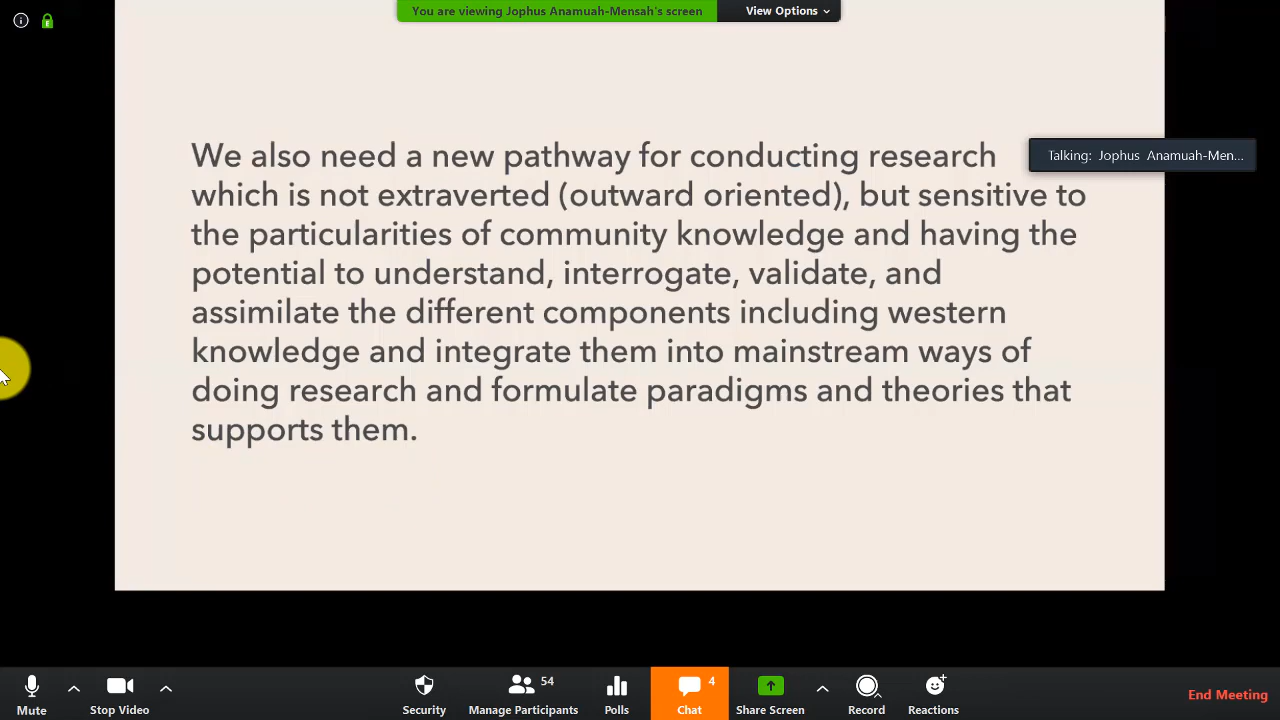 You are viewing Jophus Anamuah-Mensah's screen
View Options
E
Talking: Jophus Anamuah-Men...
We also need a new pathway for conducting research
which is not extraverted (outward oriented), but sensitive to
the particularities of community knowledge and having the
potential to understand, interrogate, validate, and
assimilate the different components including western
knowledge and integrate them into mainstream ways of
doing research and formulate paradigms and theories that
supports them.
Mute
Stop Video
Security
54
Manage Participants
Polls
4
Chat
Share Screen
Record
Reactions
End Meeting